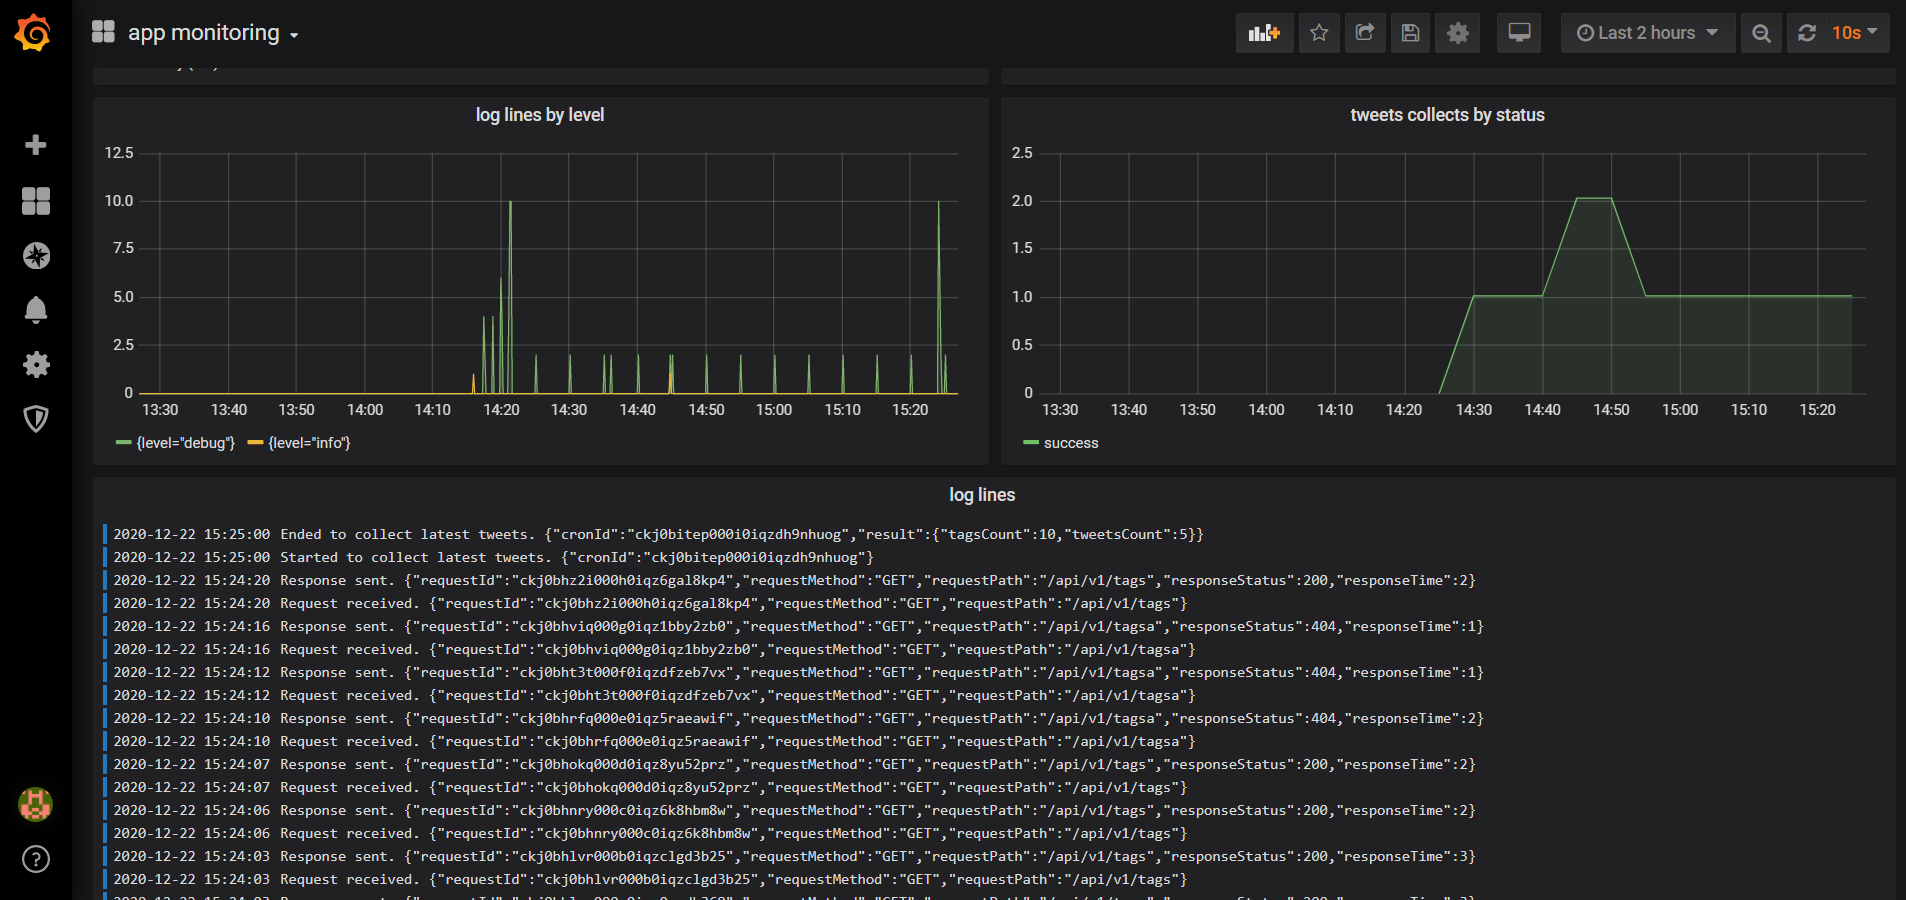 app monitoring
Last 2 hours
10s
log lines by level
12.5
10.0
7.5
5.0
2.5
0
13:30 13:40 13:50 14:00 14:10 14:20 14:30 14:40 14:50 15:00 15:10 15:20
{level="debug"} {level="info"}
tweets collects by status
2.5
2.0
1.5
1.0
0.5
0
13:30 13:40 13:50 14:00 14:10 14:20 14:30 14:40 14:50 15:00 15:10 15:20
success
log lines
2020-12-22 15:25:00 Ended to collect latest tweets. {"cronId":"ckj0bitep000i0iqzdh9nhuog","result":{"tagsCount":10,"tweetsCount":5}}
2020-12-22 15:25:00 Started to collect latest tweets. {"cronId":"ckj0bitep000i0iqzdh9nhuog"}
2020-12-22 15:24:20 Response sent. {"requestId":"ckj0bhz2i000h0iqz6gal8kp4","requestMethod":"GET","requestPath":"/api/v1/tags","responseStatus":200,"responseTime":2}
2020-12-22 15:24:20 Request received. {"requestId":"ckj0bhz2i000h0iqz6gal8kp4","requestMethod":"GET","requestPath":"/api/v1/tags"}
2020-12-22 15:24:16 Response sent. {"requestId":"ckj0bhviq000g0iqz1bby2zb0","requestMethod":"GET","requestPath":"/api/v1/tagsa","responseStatus":404,"responseTime":1}
2020-12-22 15:24:16 Request received. {"requestId":"ckj0bhviq000g0iqz1bby2zb0","requestMethod":"GET","requestPath":"/api/v1/tagsa"}
2020-12-22 15:24:12 Response sent. {"requestId":"ckj0bht3t000f0iqzdfzeb7vx","requestMethod":"GET","requestPath":"/api/v1/tagsa","responseStatus":404,"responseTime":1}
2020-12-22 15:24:12 Request received. {"requestId":"ckj0bht3t000f0iqzdfzeb7vx","requestMethod":"GET","requestPath":"/api/v1/tagsa"}
2020-12-22 15:24:10 Response sent. {"requestId":"ckj0bhrfq000e0iqz5raeawif","requestMethod":"GET","requestPath":"/api/v1/tagsa","responseStatus":404,"responseTime":2}
2020-12-22 15:24:10 Request received. {"requestId":"ckj0bhrfq000e0iqz5raeawif","requestMethod":"GET","requestPath":"/api/v1/tagsa"}
2020-12-22 15:24:07 Response sent. {"requestId":"ckj0bhokq000d0iqz8yu52prz","requestMethod":"GET","requestPath":"/api/v1/tags","responseStatus":200,"responseTime":2}
2020-12-22 15:24:07 Request received. {"requestId":"ckj0bhokq000d0iqz8yu52prz","requestMethod":"GET","requestPath":"/api/v1/tags"}
2020-12-22 15:24:06 Response sent. {"requestId":"ckj0bhnry000c0iqz6k8hbm8w","requestMethod":"GET","requestPath":"/api/v1/tags","responseStatus":200,"responseTime":2}
2020-12-22 15:24:06 Request received. {"requestId":"ckj0bhnry000c0iqz6k8hbm8w","requestMethod":"GET","requestPath":"/api/v1/tags"}
2020-12-22 15:24:03 Response sent. {"requestId":"ckj0bhlvr000b0iqzclgd3b25","requestMethod":"GET","requestPath":"/api/v1/tags","responseStatus":200,"responseTime":3}
2020-12-22 15:24:03 Request received. {"requestId":"ckj0bhlvr000b0iqzclgd3b25","requestMethod":"GET","requestPath":"/api/v1/tags"}